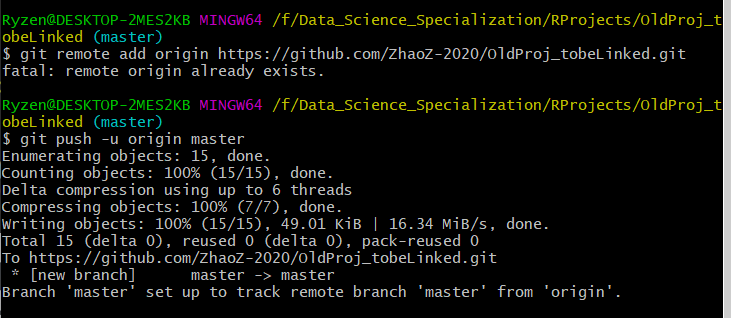 Ryzen@DESKTOP-2MES2KB MINGW64 /f/Data_Science_Specialization/RProjects/OldProj_t
obeLinked (master)
$ git remote add origin https://github.com/ZhaoZ-2020/OldProj_tobeLinked.git
fatal: remote origin already exists.
Ryzen@DESKTOP-2MES2KB MINGW64 /f/Data_Science_Specialization/RProjects/OldProj_t
obeLinked (master)
$ git push -u origin master
Enumerating objects: 15, done.
Counting objects: 100% (15/15), done.
Delta compression using up to 6 threads
Compressing objects: 100% (7/7), done.
Writing objects: 100% (15/15), 49.01 KiB | 16.34 MiB/s, done.
Total 15 (delta 0), reused 0 (delta 0), pack-reused 0
To https://github.com/ZhaoZ-2020/OldProj_tobeLinked.git
 * [new branch]      master -> master
Branch 'master' set up to track remote branch 'master' from 'origin'.